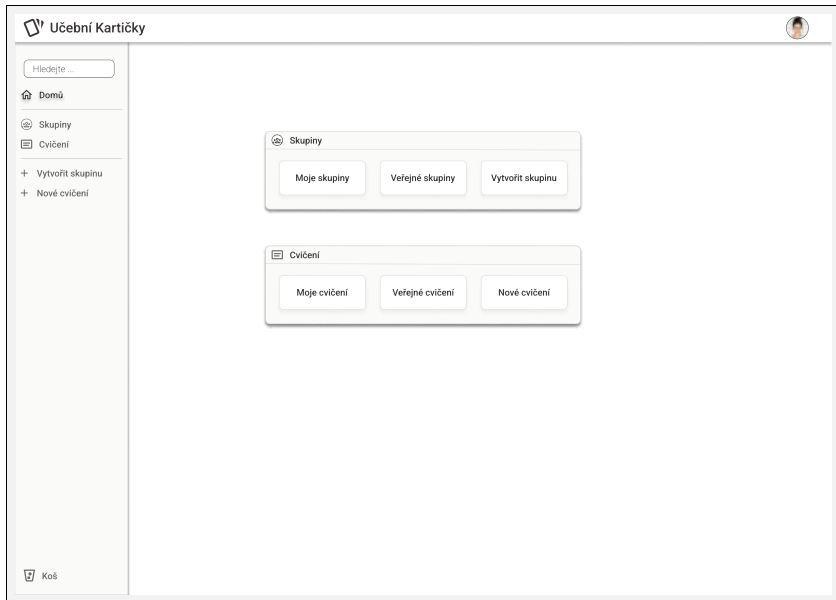 Učební Kartičky
Hledejte ...
Domů
Skupiny
Cvičení
+ Vytvořit skupinu
+ Nové cvičení
Koš
Skupiny
Moje skupiny Veřejné skupiny Vytvořit skupinu
Cvičení
Moje cvičení Veřejné cvičení Nové cvičení